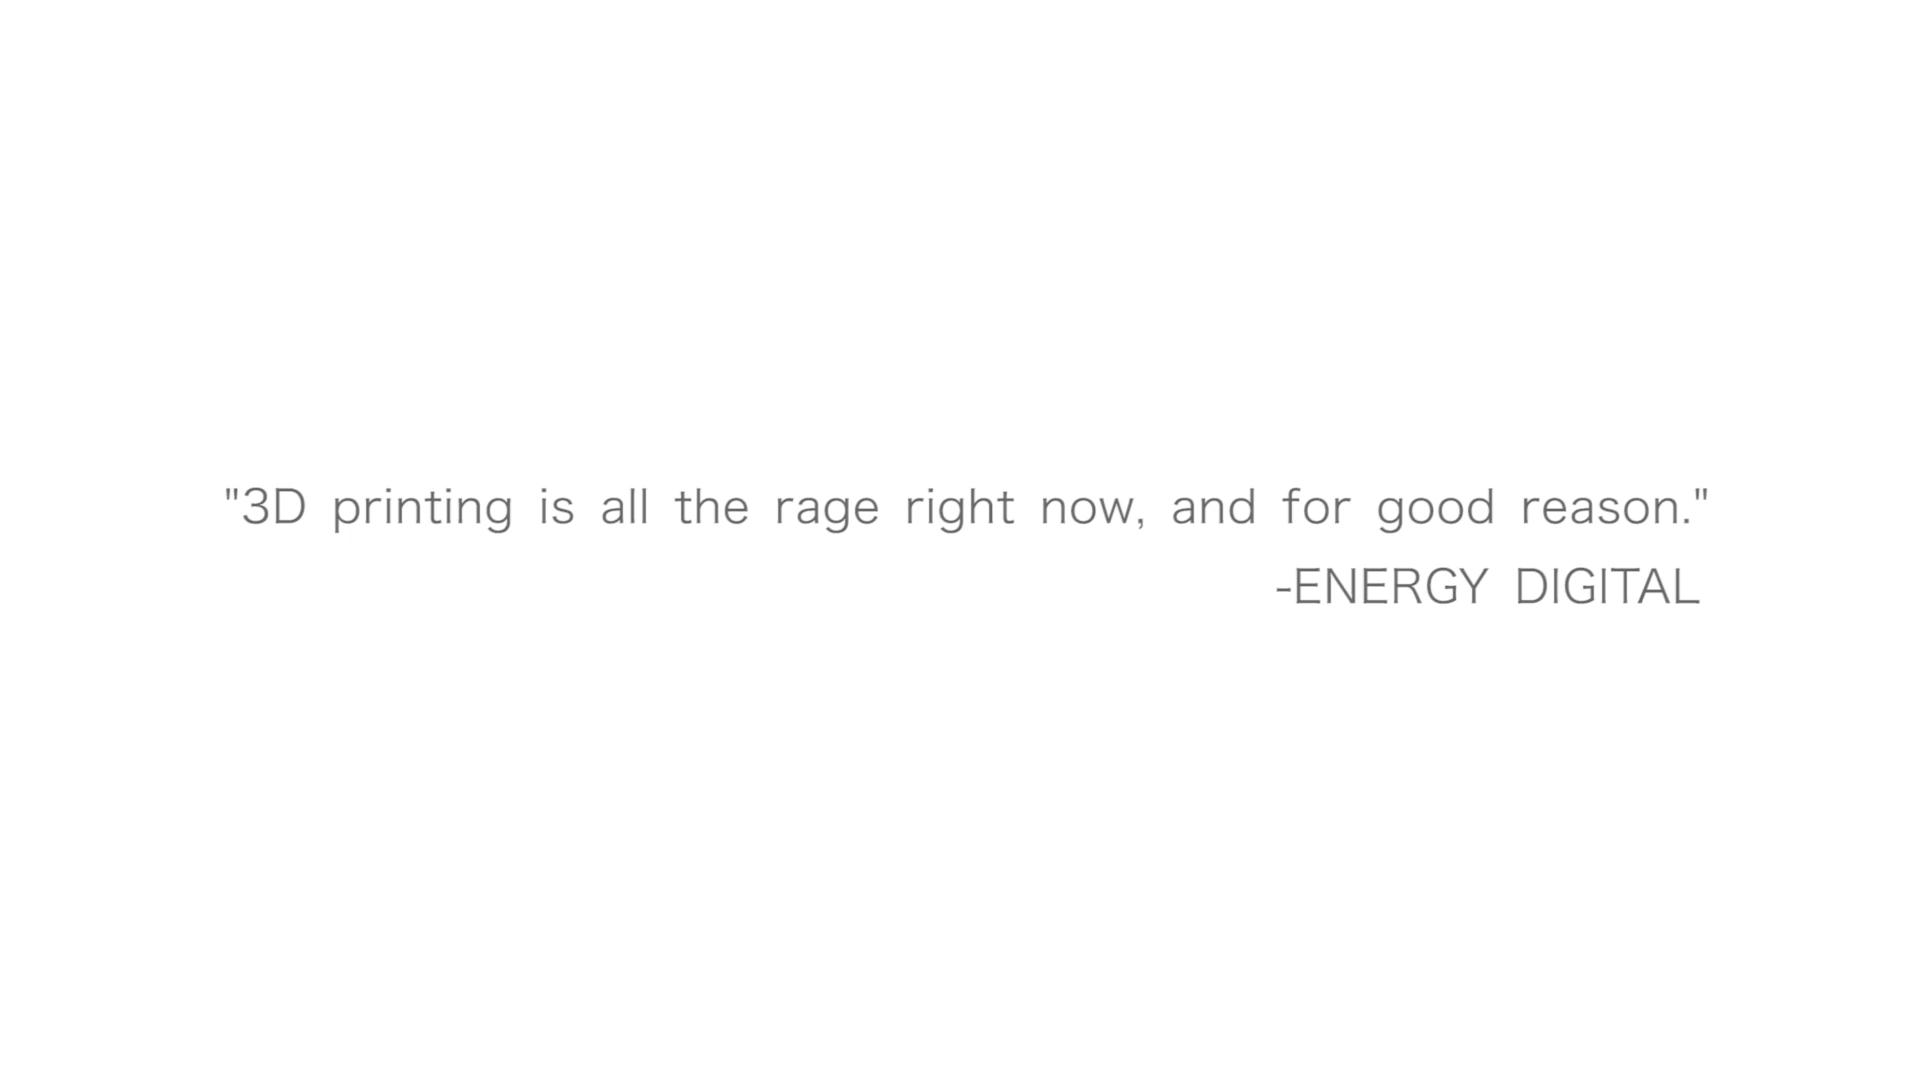 "3D printing is all the rage right now, and for good reason."
-ENERGY DIGITAL